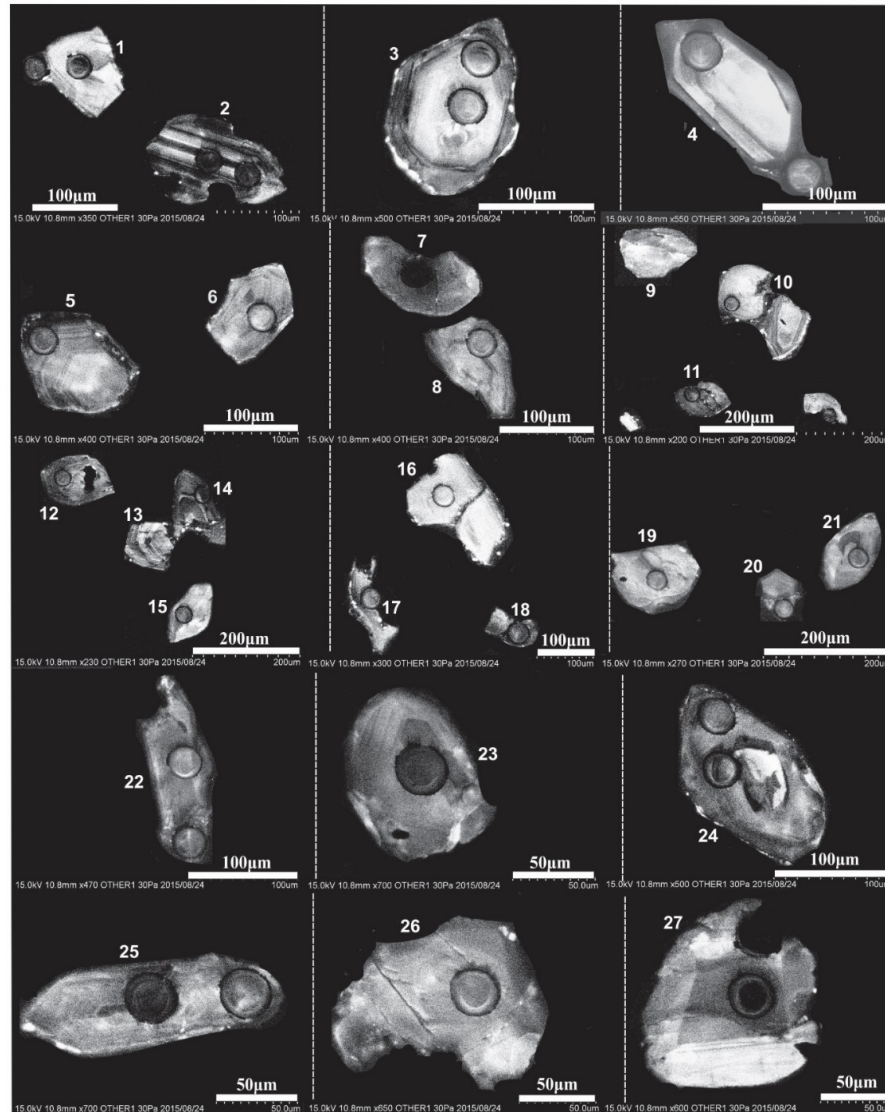 1
2
100µm
15.0kV 10.8mm x350 OTHER1 30Pa 2015/08/24 100um
3
100µm
15.0kV 10.8mm x500 OTHER1 30Pa 2015/08/24 100um
4
100µm
15.0kV 10.8mm x550 OTHER1 30Pa 2015/08/24 100um
5
6
100µm
15.0kV 10.8mm x400 OTHER1 30Pa 2015/08/24 100um
7
8
100µm
15.0kV 10.8mm x400 OTHER1 30Pa 2015/08/24 100um
9
10
11
200µm
15.0kV 10.8mm x200 OTHER1 30Pa 2015/08/24 200um
12
13
14
15
200µm
15.0kV 10.8mm x230 OTHER1 30Pa 2015/08/24 200um
16
17
18
100µm
15.0kV 10.8mm x300 OTHER1 30Pa 2015/08/24 100um
19
20
21
200µm
15.0kV 10.8mm x270 OTHER1 30Pa 2015/08/24 200um
22
100µm
15.0kV 10.8mm x470 OTHER1 30Pa 2015/08/24 100um
23
50µm
15.0kV 10.8mm x700 OTHER1 30Pa 2015/08/24 50.0um
24
100µm
15.0kV 10.8mm x500 OTHER1 30Pa 2015/08/24 100um
25
50µm
15.0kV 10.8mm x700 OTHER1 30Pa 2015/08/24 50.0um
26
50µm
15.0kV 10.8mm x650 OTHER1 30Pa 2015/08/24 50.0um
27
50µm
15.0kV 10.8mm x600 OTHER1 30Pa 2015/08/24 50.0um